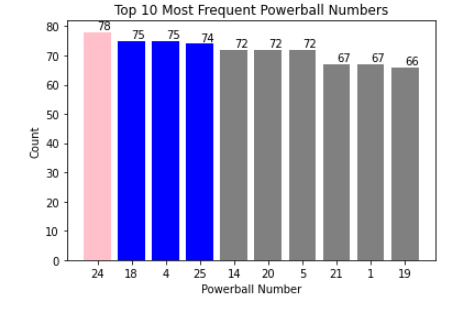 Top 10 Most Frequent Powerball Numbers
78 75 75 74 72 72 72 67 67 66
Count
80
70
60
50
40
30
20
10
0
24 18 4 25 14 20 5 21 1 19
Powerball Number